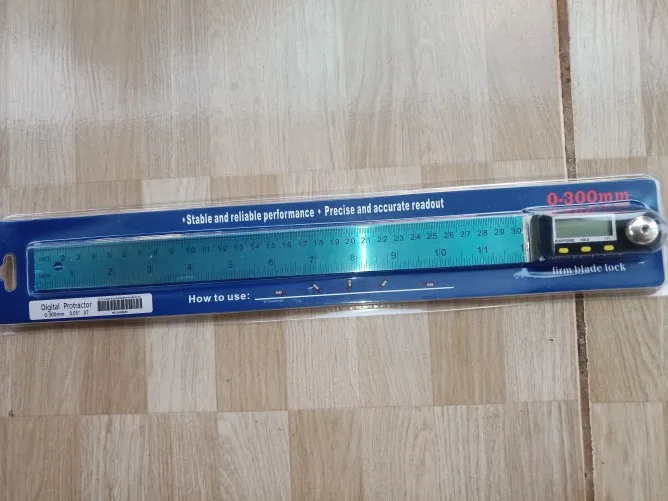 •Stable and reliable performance • Precise and accurate readout
0-300mm
2 3 4 5 6 7 8 9 10 11 12 13 14 15 16 17 18 19 20 21 22 23 24 25 26 27 28 29 30
1 2 3 4 5 6 7 8 9 10 11
firm blade lock
Digital Protractor
0-300mm 0.05°
How to use: